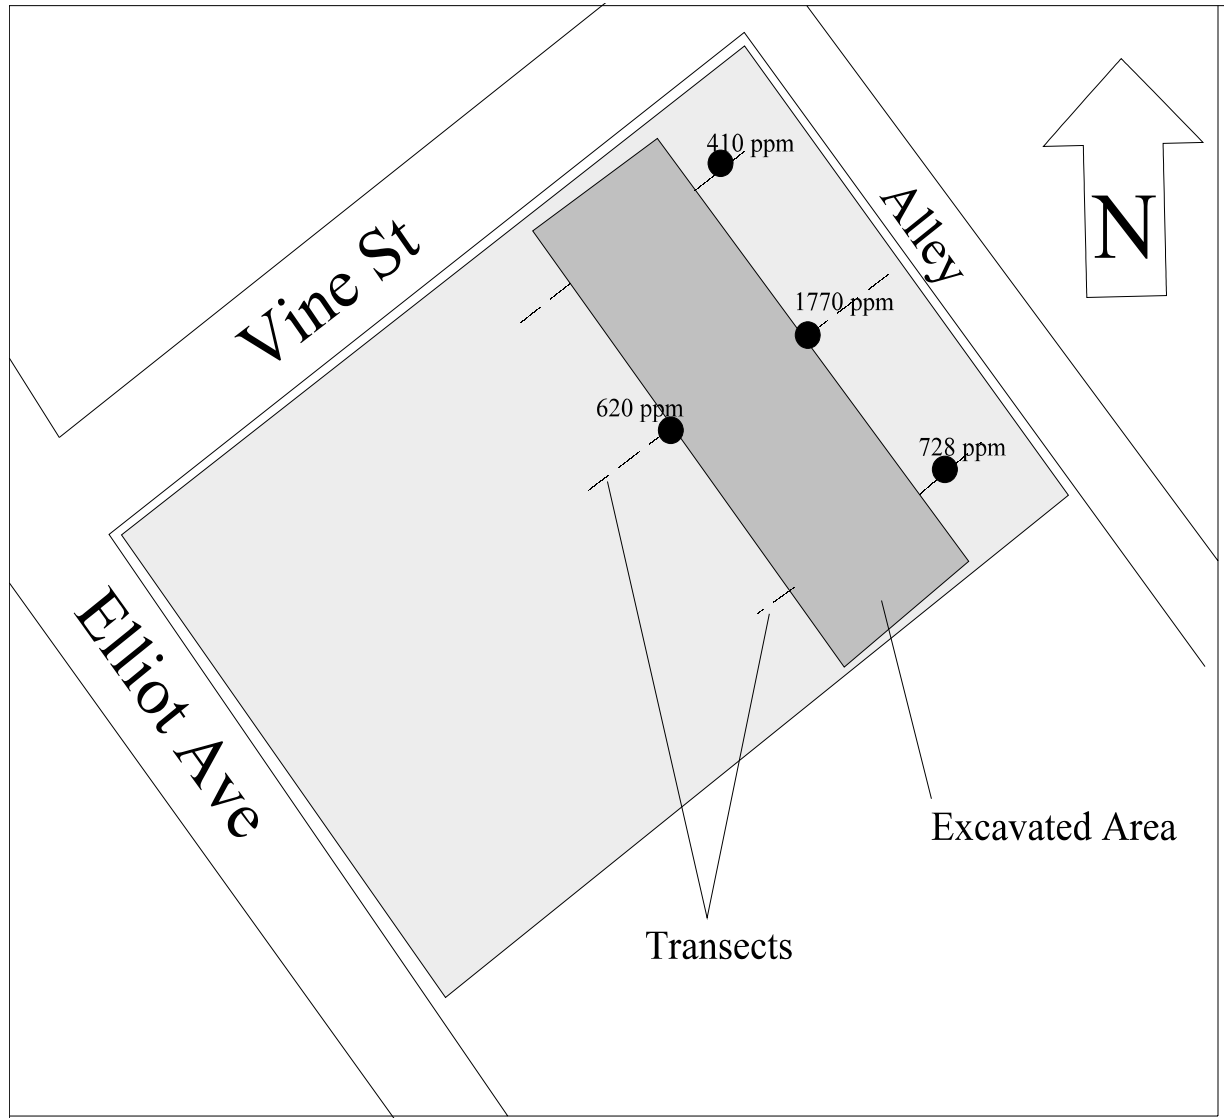 410 ppm
Alley
N
Vine St
1770 ppm
620 ppm
728 ppm
Elliot Ave
Excavated Area
Transects